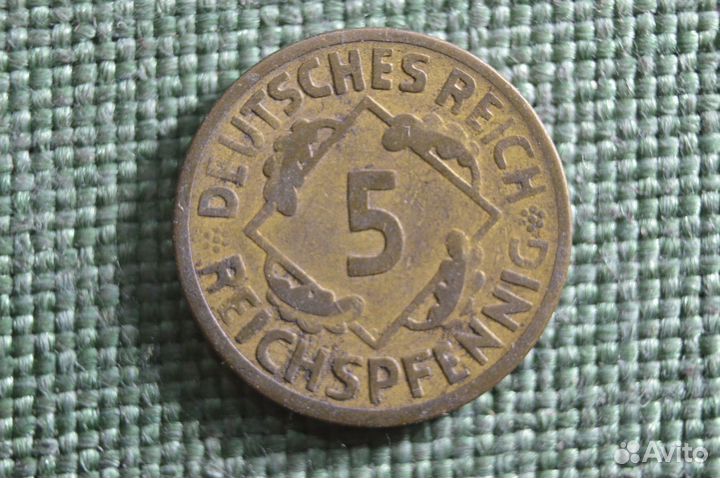 DEUTSCHES REICH
5
REICHSPFENNIG
Avito